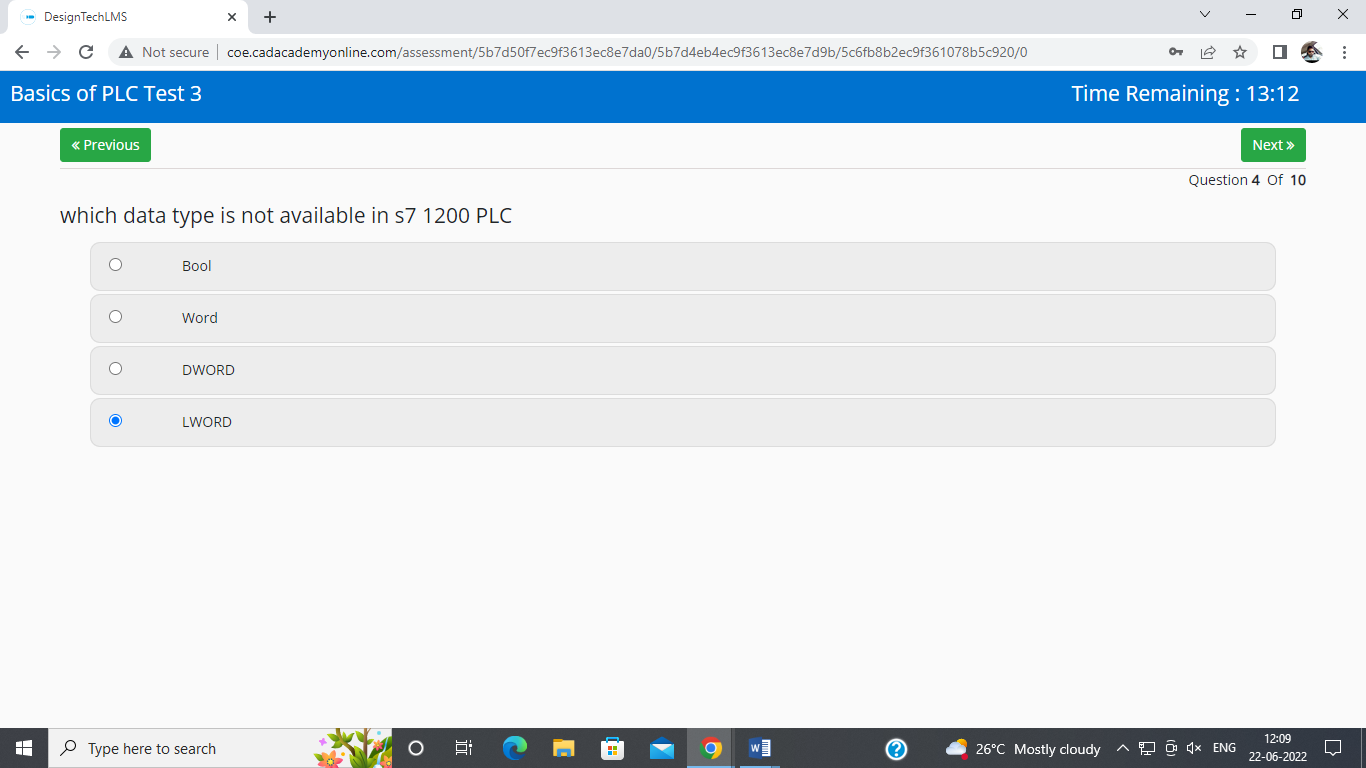 DesignTechLMS
Not secure
coe.cadacademyonline.com/assessment/5b7d50f7ec9f3613ec8e7da0/5b7d4eb4ec9f3613ec8e7d9b/5c6fb8b2ec9f361078b5c920/0
Basics of PLC Test 3
Time Remaining : 13:12
« Previous
Next »
Question 4 Of 10
which data type is not available in s7 1200 PLC
Bool
Word
DWORD
LWORD
Type here to search
26°C Mostly cloudy
ENG
12:09
22-06-2022